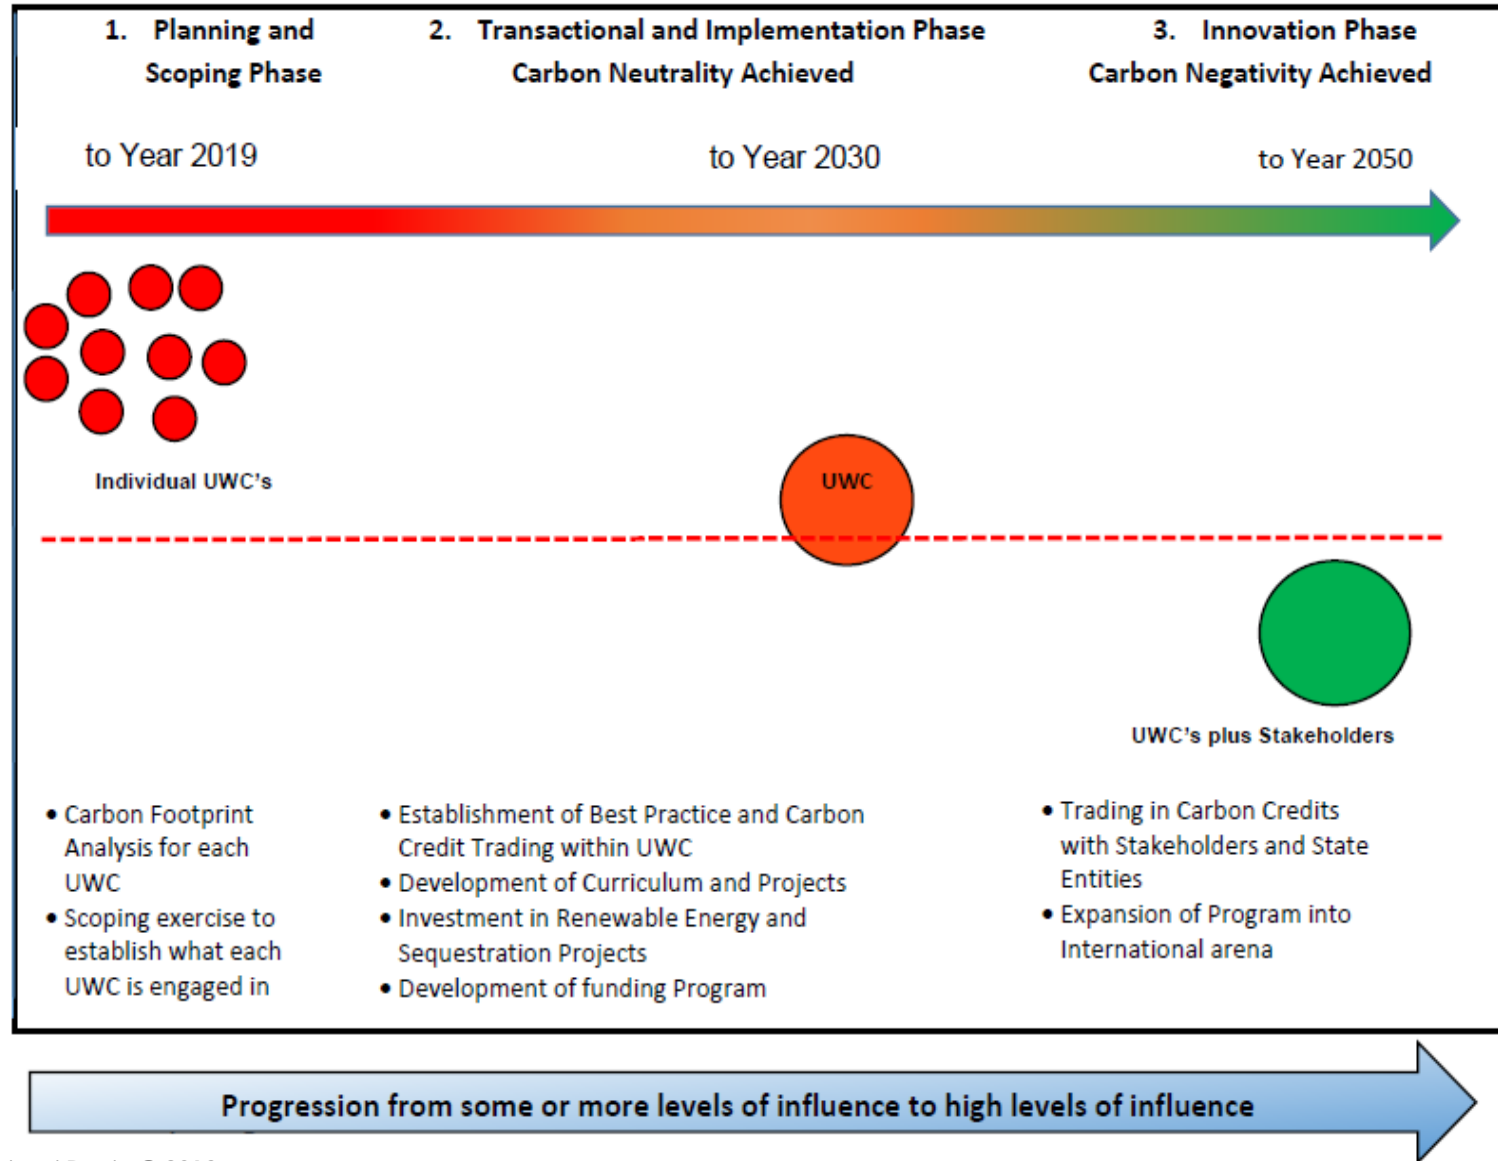 1. Planning and
Scoping Phase
2. Transactional and Implementation Phase
Carbon Neutrality Achieved
3. Innovation Phase
Carbon Negativity Achieved
to Year 2019
to Year 2030
to Year 2050
Individual UWC's
UWC
UWC's plus Stakeholders
• Carbon Footprint
Analysis for each
UWC
• Scoping exercise to
establish what each
UWC is engaged in
• Establishment of Best Practice and Carbon
Credit Trading within UWC
• Development of Curriculum and Projects
• Investment in Renewable Energy and
Sequestration Projects
• Development of funding Program
• Trading in Carbon Credits
with Stakeholders and State
Entities
• Expansion of Program into
International arena
Progression from some or more levels of influence to high levels of influence